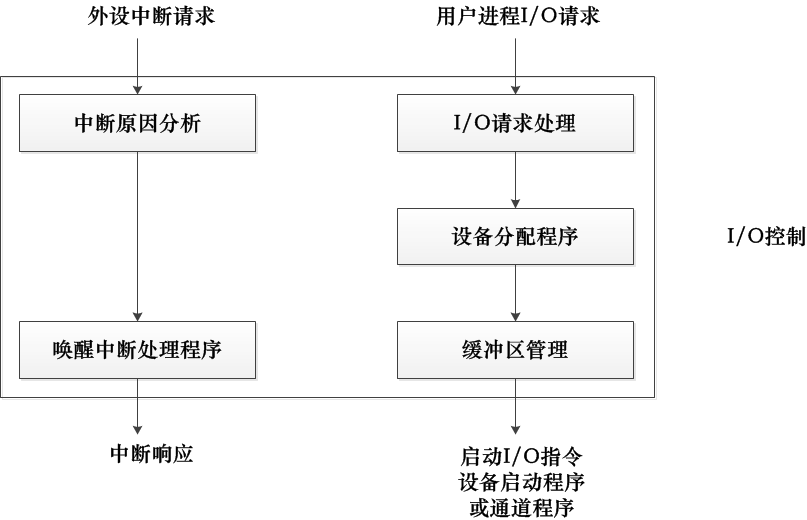 外设中断请求
用户进程I/O请求
中断原因分析
I/O请求处理
设备分配程序
I/O控制
唤醒中断处理程序
缓冲区管理
中断响应
启动I/O指令
设备启动程序
或通道程序